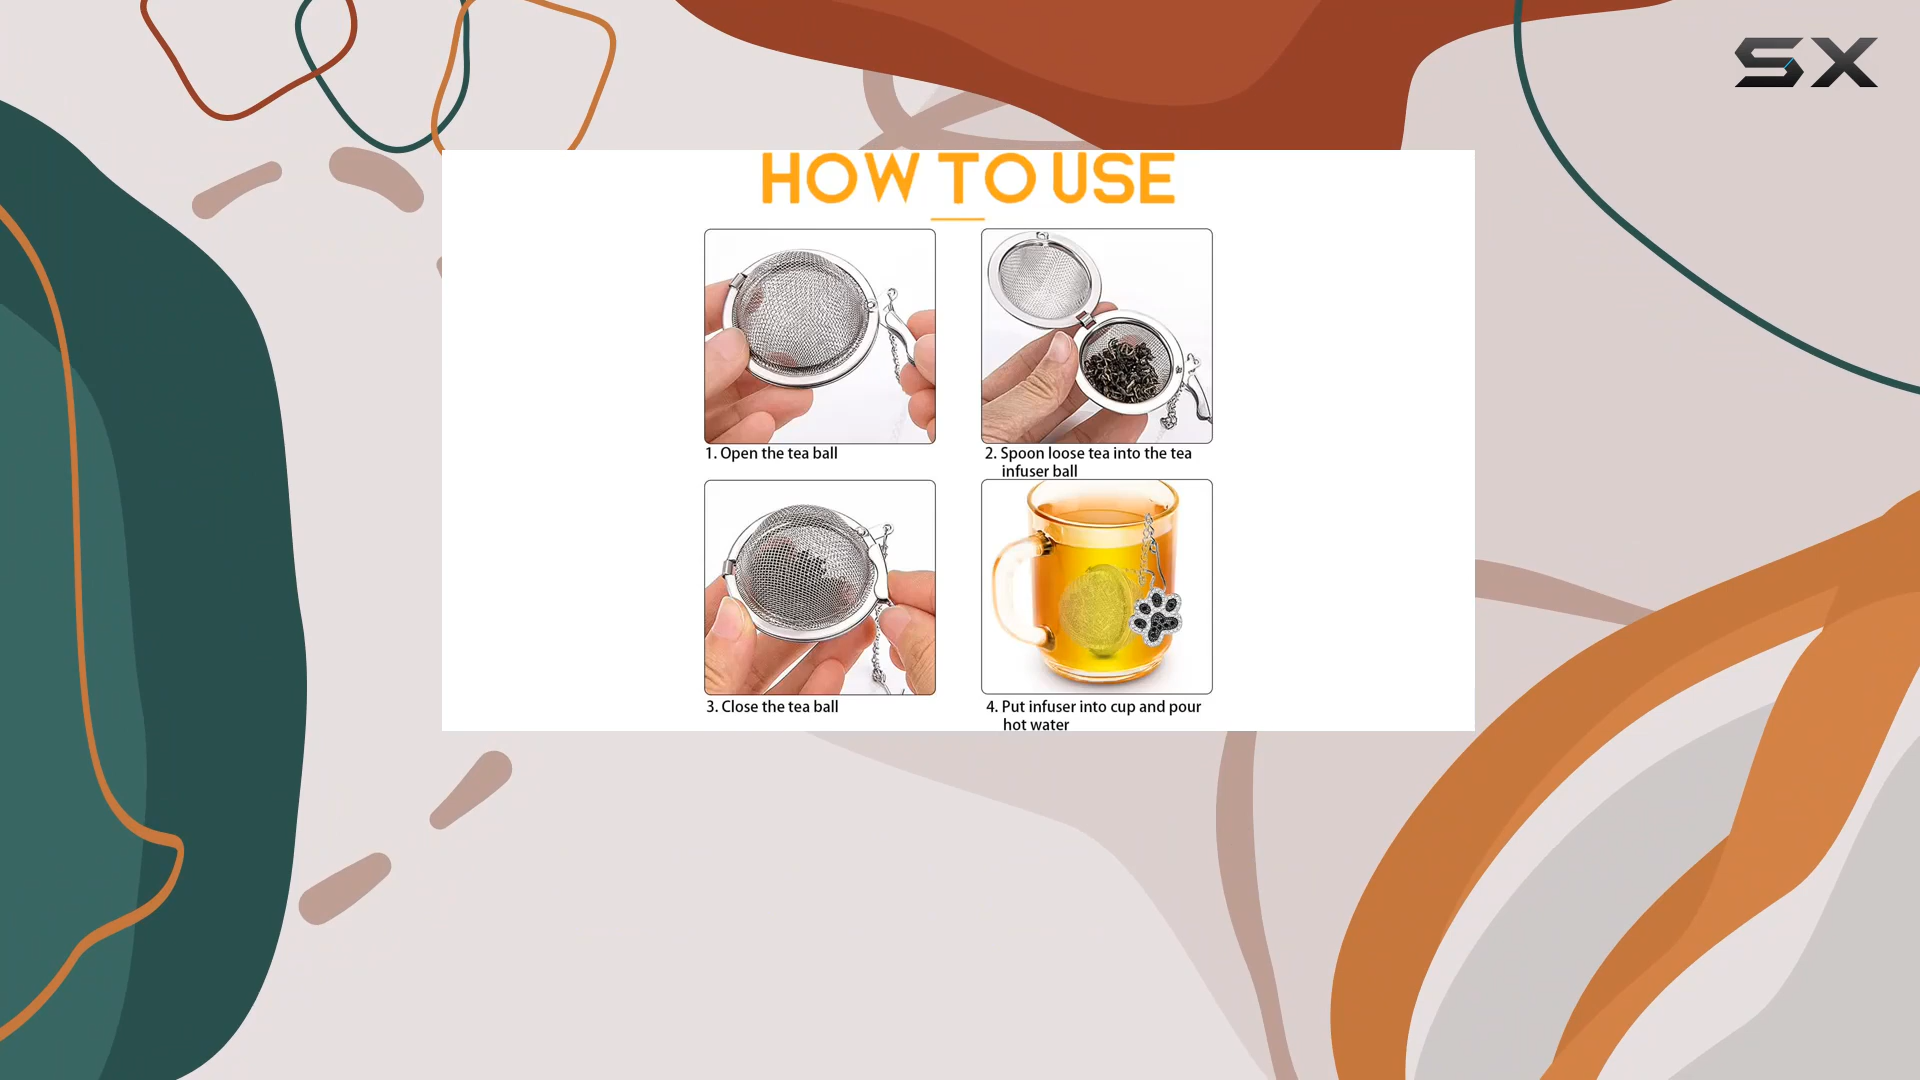 SX
HOW TO USE
1. Open the tea ball
2. Spoon loose tea into the tea
infuser ball
3. Close the tea ball
4. Put infuser into cup and pour
hot water